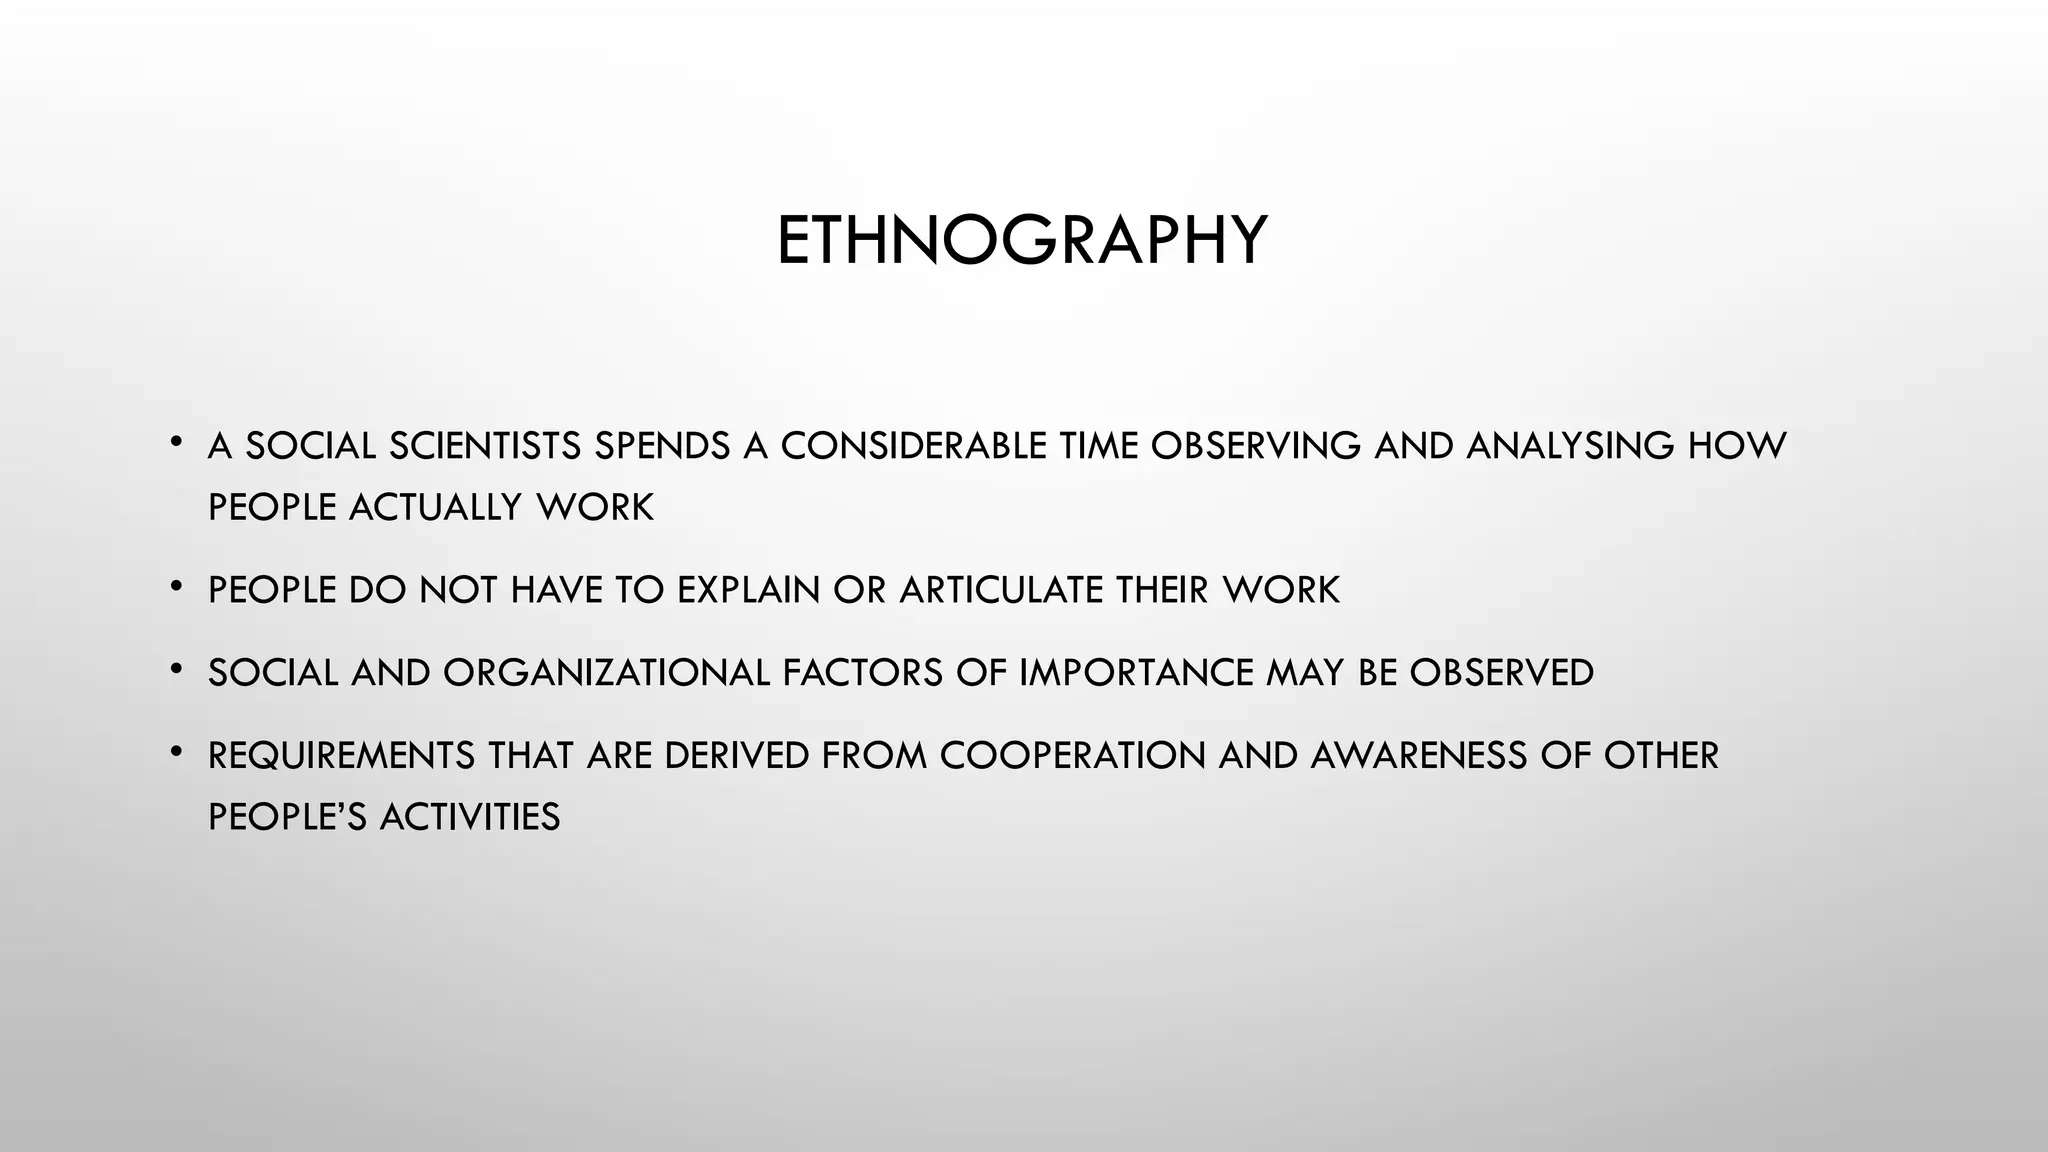 ETHNOGRAPHY
• A SOCIAL SCIENTISTS SPENDS A CONSIDERABLE TIME OBSERVING AND ANALYSING HOW
PEOPLE ACTUALLY WORK
• PEOPLE DO NOT HAVE TO EXPLAIN OR ARTICULATE THEIR WORK
• SOCIAL AND ORGANIZATIONAL FACTORS OF IMPORTANCE MAY BE OBSERVED
• REQUIREMENTS THAT ARE DERIVED FROM COOPERATION AND AWARENESS OF OTHER
PEOPLE’S ACTIVITIES